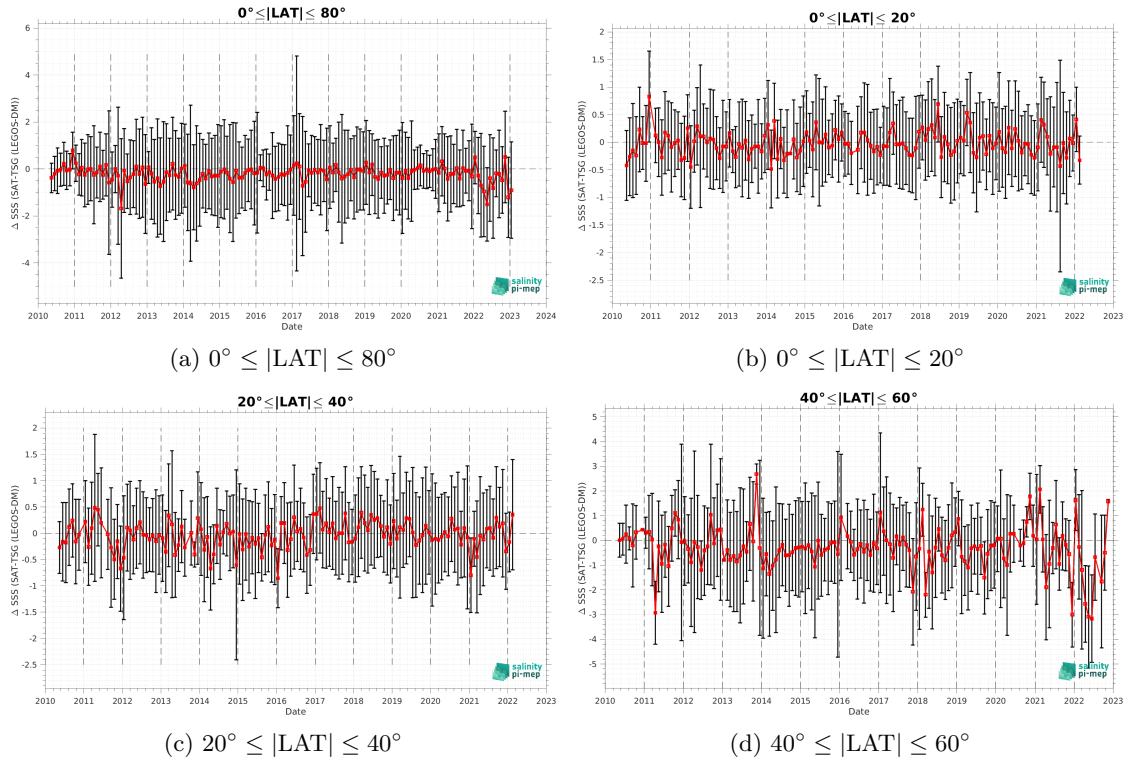 0°≤|LAT|≤ 80°
6
4
2
0
-2
-4
Δ SSS (SAT-TSG (LEGOS-DM))
2010 2011 2012 2013 2014 2015 2016 2017 2018 2019 2020 2021 2022 2023 2024
Date
salinity
pi-mep
(a) 0° ≤ |LAT| ≤ 80°
0°≤|LAT|≤ 20°
2
1.5
1
0.5
0
-0.5
-1
-1.5
-2
-2.5
Δ SSS (SAT-TSG (LEGOS-DM))
2010 2011 2012 2013 2014 2015 2016 2017 2018 2019 2020 2021 2022 2023
Date
salinity
pi-mep
(b) 0° ≤ |LAT| ≤ 20°
20°≤|LAT|≤ 40°
2
1.5
1
0.5
0
-0.5
-1
-1.5
-2
-2.5
Δ SSS (SAT-TSG (LEGOS-DM))
2010 2011 2012 2013 2014 2015 2016 2017 2018 2019 2020 2021 2022 2023
Date
salinity
pi-mep
(c) 20° ≤ |LAT| ≤ 40°
40°≤|LAT|≤ 60°
5
4
3
2
1
0
-1
-2
-3
-4
-5
Δ SSS (SAT-TSG (LEGOS-DM))
2010 2011 2012 2013 2014 2015 2016 2017 2018 2019 2020 2021 2022 2023
Date
salinity
pi-mep
(d) 40° ≤ |LAT| ≤ 60°